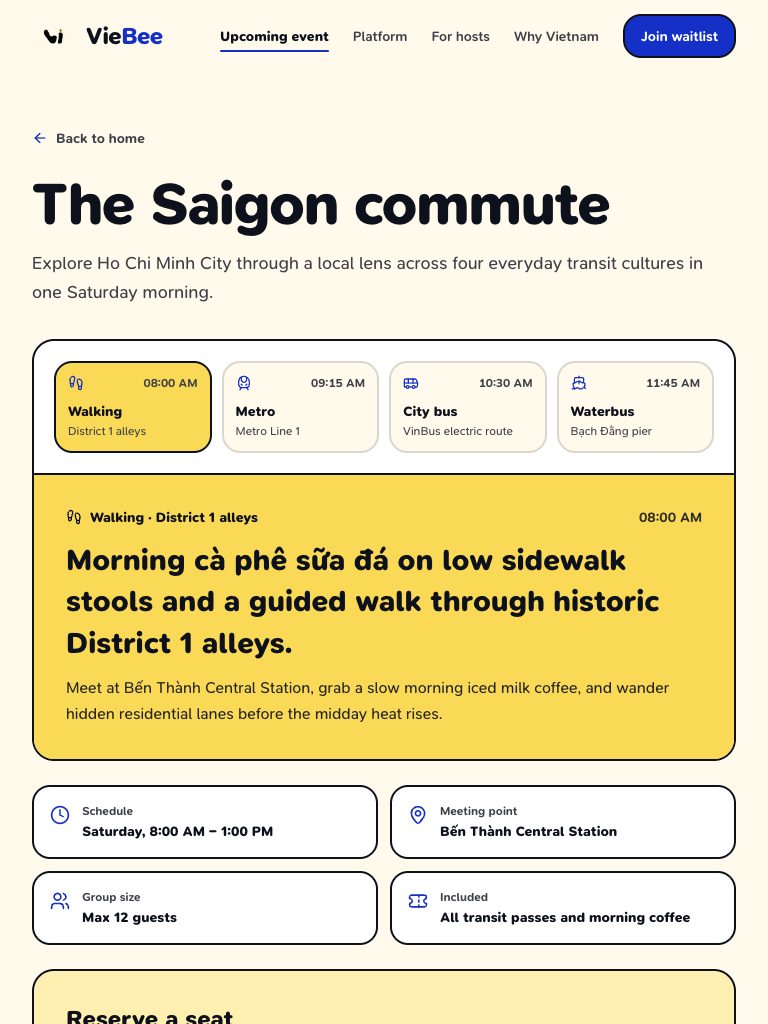 VieBee
Upcoming event
Platform
For hosts
Why Vietnam
Join waitlist
Back to home
The Saigon commute
Explore Ho Chi Minh City through a local lens across four everyday transit cultures in
one Saturday morning.
08:00 AM
Walking
District 1 alleys
09:15 AM
Metro
Metro Line 1
10:30 AM
City bus
VinBus electric route
11:45 AM
Waterbus
Bạch Đằng pier
Walking · District 1 alleys
08:00 AM
Morning cà phê sữa đá on low sidewalk
stools and a guided walk through historic
District 1 alleys.
Meet at Bến Thành Central Station, grab a slow morning iced milk coffee, and wander
hidden residential lanes before the midday heat rises.
Schedule
Saturday, 8:00 AM – 1:00 PM
Meeting point
Bến Thành Central Station
Group size
Max 12 guests
Included
All transit passes and morning coffee
Reserve a seat